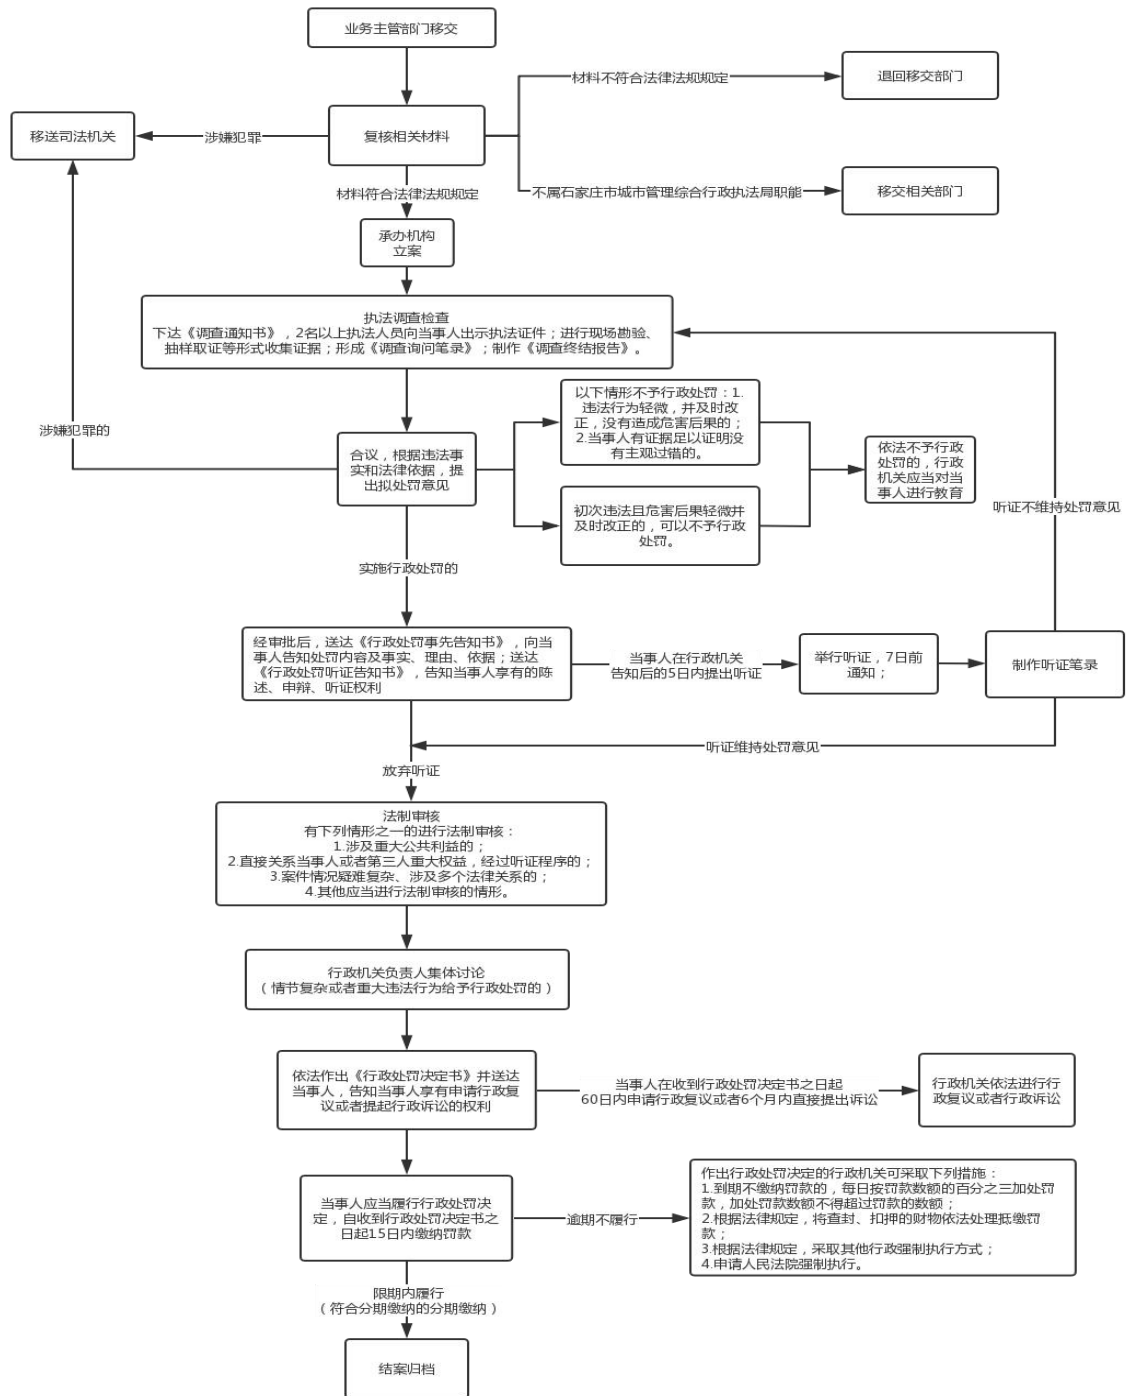 业务主管部门移交
材料不符合法律法规规定
退回移交部门
移送司法机关
涉嫌犯罪
复核相关材料
材料符合法律法规规定
不属石家庄市城市管理综合行政执法局职能
移交相关部门
承办机构
立案
执法调查检查
下达《调查通知书》，2名以上执法人员向当事人出示执法证件；进行现场勘验、
抽样取证等形式收集证据；形成《调查询问笔录》；制作《调查终结报告》。
涉嫌犯罪的
合议，根据违法事
实和法律依据，提
出拟处罚意见
以下情形不予行政处罚：1.
违法行为轻微，并及时改
正，没有造成危害后果的；
2.当事人有证据足以证明没
有主观过错的。
初次违法且危害后果轻微并
及时改正的，可以不予行政
处罚。
依法不予行政
处罚的，行政
机关应当对当
事人进行教育
听证不维持处罚意见
实施行政处罚的
经审批后，送达《行政处罚事先告知书》，向当
事人告知处罚内容及事实、理由、依据；送达
《行政处罚听证告知书》，告知当事人享有的陈
述、申辩、听证权利
当事人在行政机关
告知后的5日内提出听证
举行听证，7日前
通知；
制作听证笔录
听证维持处罚意见
放弃听证
法制审核
有下列情形之一的进行法制审核：
1.涉及重大公共利益的；
2.直接关系当事人或者第三人重大权益，经过听证程序的；
3.案件情况疑难复杂、涉及多个法律关系的；
4.其他应当进行法制审核的情形。
行政机关负责人集体讨论
（情节复杂或者重大违法行为给予行政处罚的）
依法作出《行政处罚决定书》并送达
当事人，告知当事人享有申请行政复
议或者提起行政诉讼的权利
当事人在收到行政处罚决定书之日起
60日内申请行政复议或者6个月内直接提出诉讼
行政机关依法进行行
政复议或者行政诉讼
当事人应当履行行政处罚决
定，自收到行政处罚决定书之
日起15日内缴纳罚款
逾期不履行
作出行政处罚决定的行政机关可采取下列措施：
1.到期不缴纳罚款的，每日按罚款数额的百分之三加处罚
款，加处罚款数额不得超过罚款的数额；
2.根据法律规定，将查封、扣押的财物依法处理抵缴罚
款；
3.根据法律规定，采取其他行政强制执行方式；
4.申请人民法院强制执行。
限期内履行
（符合分期缴纳的分期缴纳）
结案归档